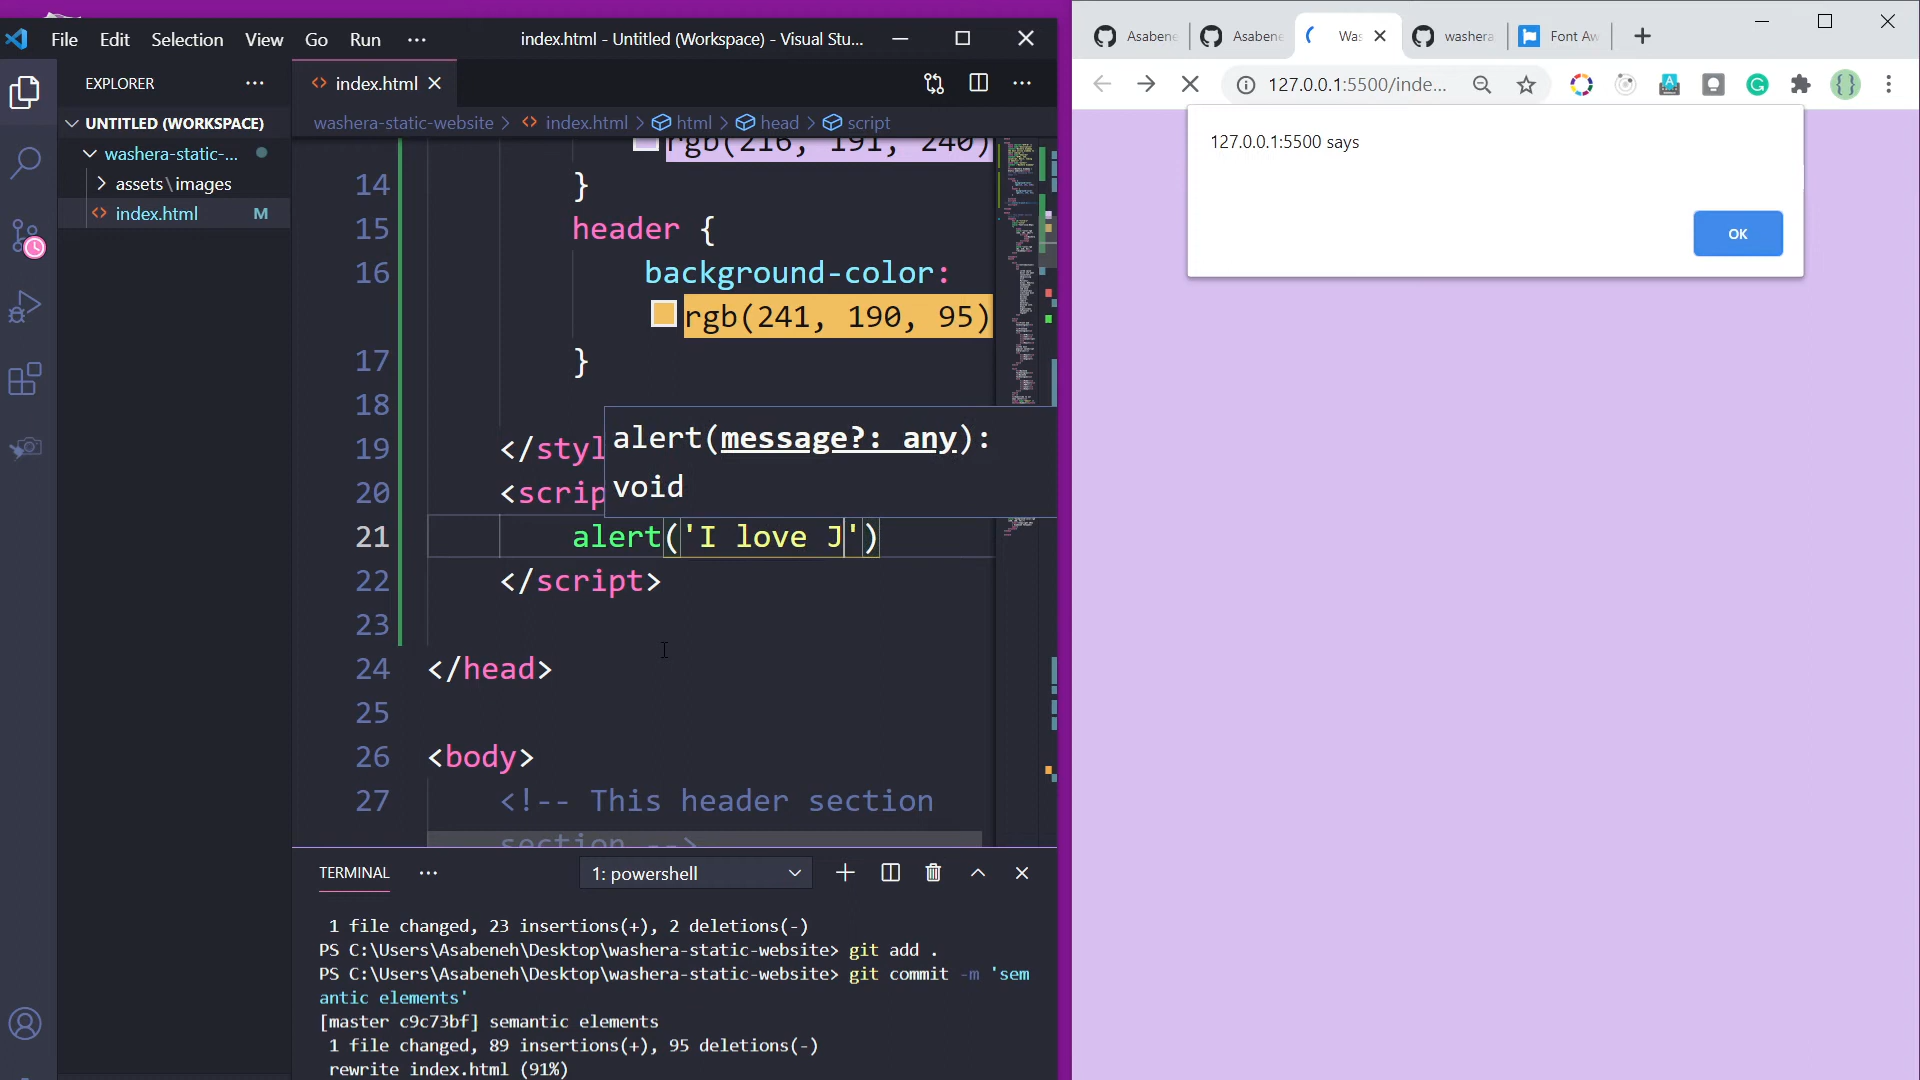 File Edit Selection View Go Run ···
index.html - Untitled (Workspace) - Visual Stu...
EXPLORER ···
UNTITLED (WORKSPACE)
washera-static-...
assets\images
index.html M
index.html
washera-static-website > index.html > html > head > script
rgb(216, 191, 240)
14 }
15 header {
16 background-color:
rgb(241, 190, 95)
17 }
18
alert(message?: any):
void
19 </styl
20 <scrip
21 alert('I love J')
22 </script>
23
24 </head>
25
26 <body>
27 <!-- This header section
section -->
TERMINAL ··· 1: powershell
1 file changed, 23 insertions(+), 2 deletions(-)
PS C:\Users\Asabeneh\Desktop\washera-static-website> git add .
PS C:\Users\Asabeneh\Desktop\washera-static-website> git commit -m 'sem
antic elements'
[master c9c73bf] semantic elements
1 file changed, 89 insertions(+), 95 deletions(-)
rewrite index.html (91%)
Asabene Asabene Was washera Font Aw
127.0.0.1:5500/inde...
127.0.0.1:5500 says
OK